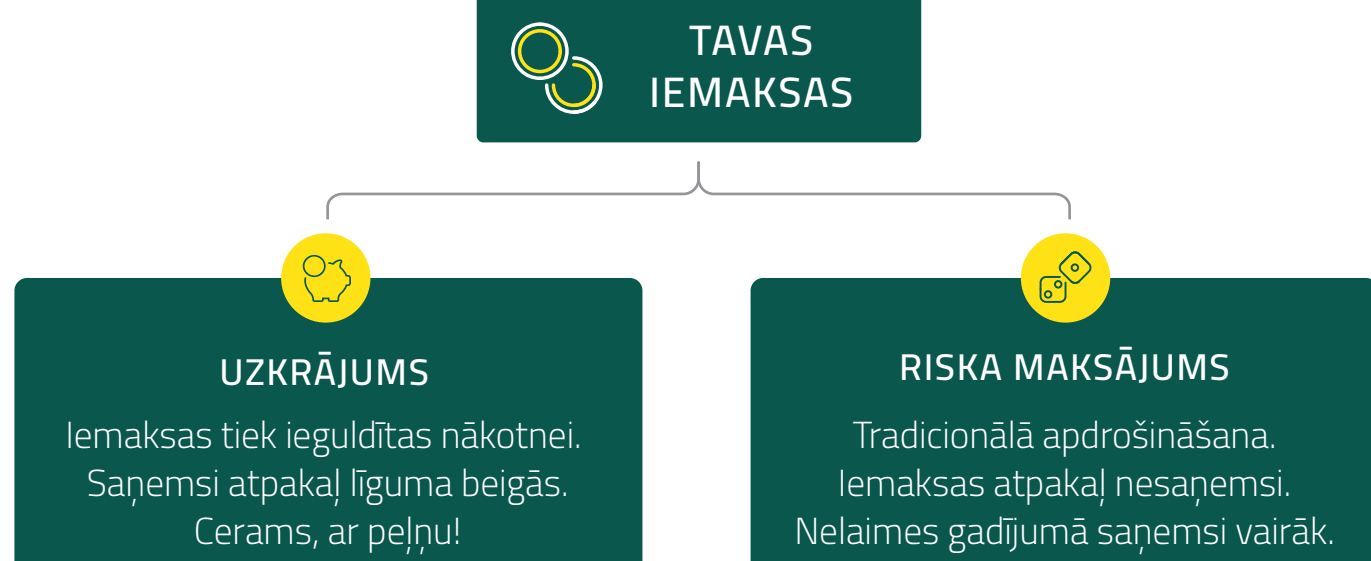 TAVAS
IEMAKSAS
UZKRĀJUMS
Iemaksas tiek ieguldītas nākotnei.
Saņemsi atpakaļ līguma beigās.
Cerams, ar peļņu!
RISKA MAKSĀJUMS
Tradicionālā apdrošināšana.
Iemaksas atpakaļ nesaņemsi.
Nelaimes gadījumā saņemsi vairāk.